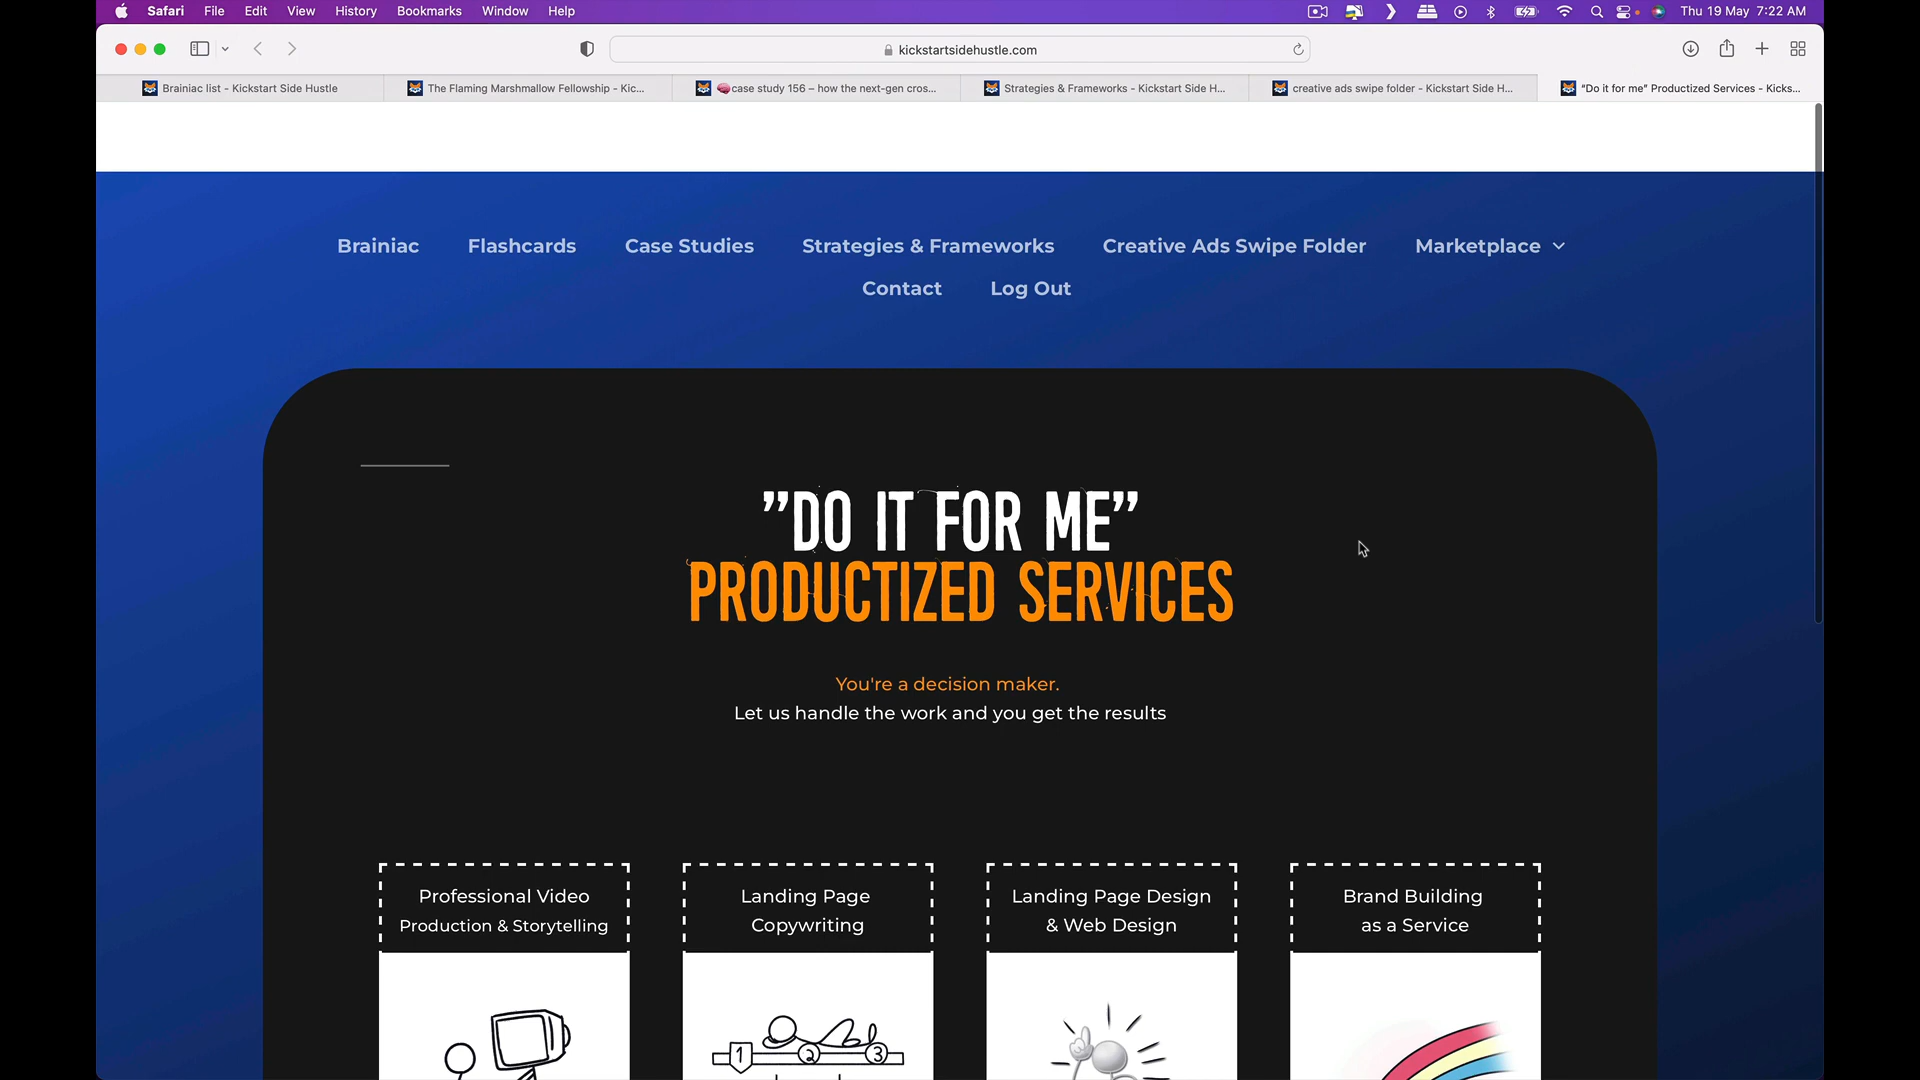 Safari File Edit View History Bookmarks Window Help Thu 19 May 7:22 AM
kickstartsidehustle.com
Brainiac list - Kickstart Side Hustle The Flaming Marshmallow Fellowship - Kic... case study 156 – how the next-gen cros... Strategies & Frameworks - Kickstart Side H... creative ads swipe folder - Kickstart Side H... "Do it for me" Productized Services - Kicks...
Brainiac Flashcards Case Studies Strategies & Frameworks Creative Ads Swipe Folder Marketplace
Contact Log Out
”DO IT FOR ME”
PRODUCTIZED SERVICES
You're a decision maker.
Let us handle the work and you get the results
Professional Video
Production & Storytelling
Landing Page
Copywriting
Landing Page Design
& Web Design
Brand Building
as a Service
1 2 3